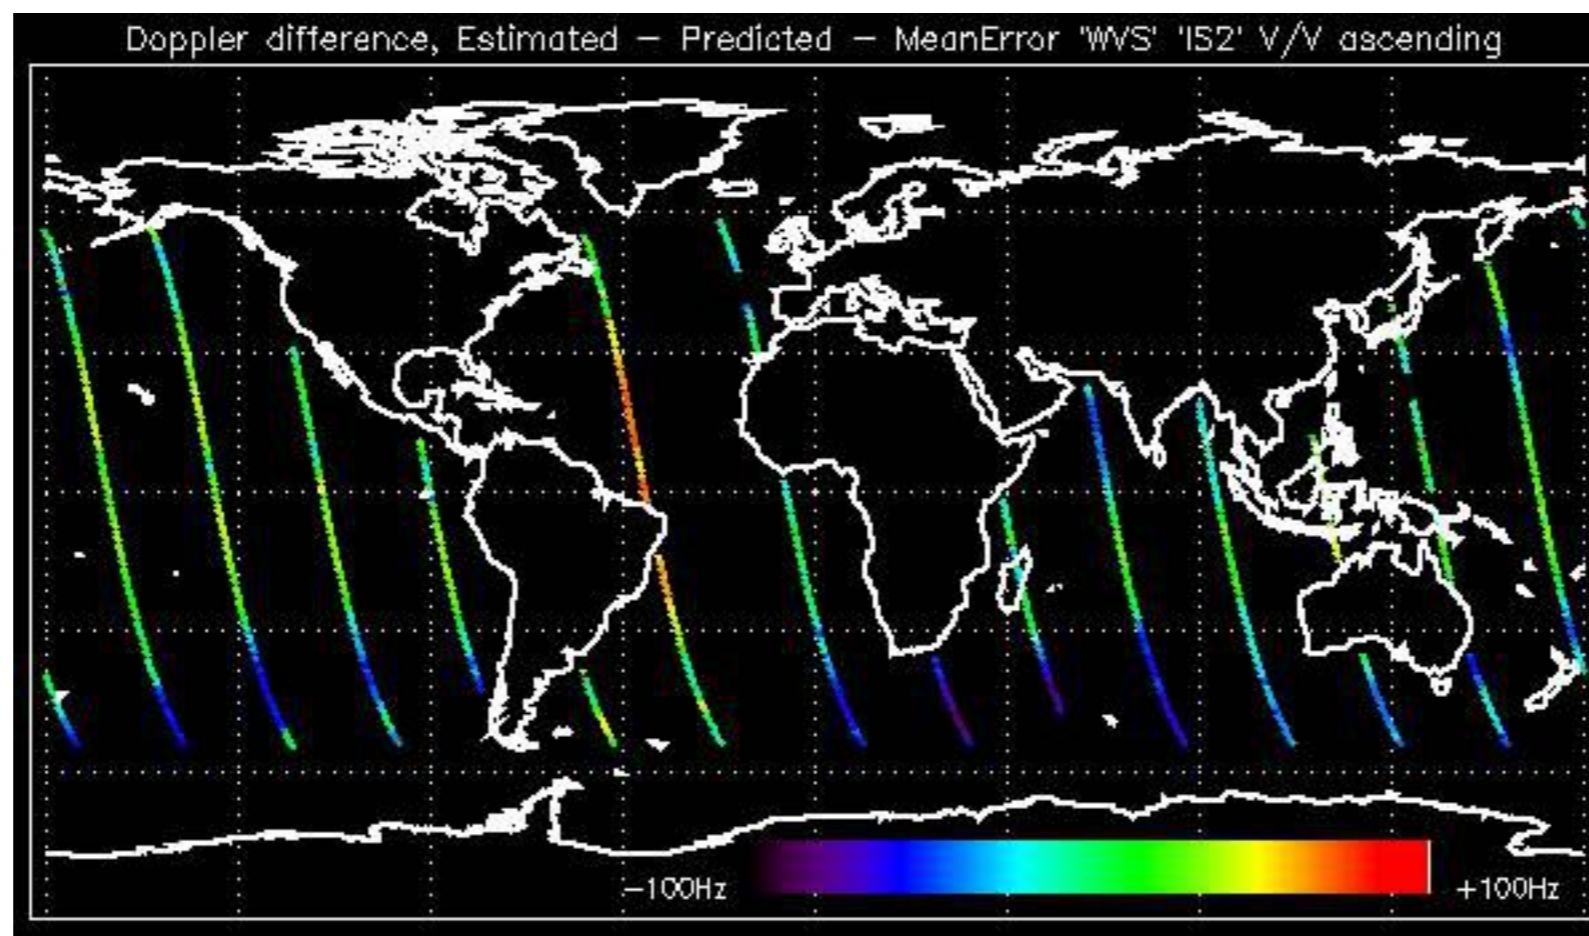 Doppler difference, Estimated – Predicted – MeanError 'WVS' 'IS2' V/V ascending
–100Hz +100Hz